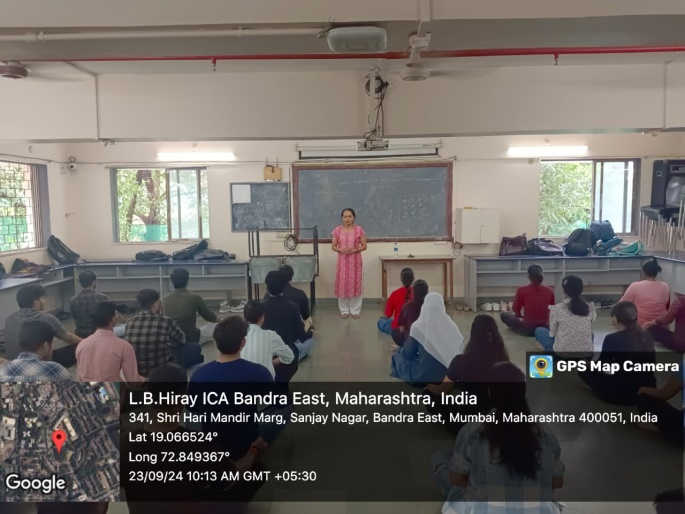 GPS Map Camera
L.B.Hiray ICA Bandra East, Maharashtra, India
341, Shri Hari Mandir Marg, Sanjay Nagar, Bandra East, Mumbai, Maharashtra 400051, India
Lat 19.066524°
Long 72.849367°
23/09/24 10:13 AM GMT +05:30
Google